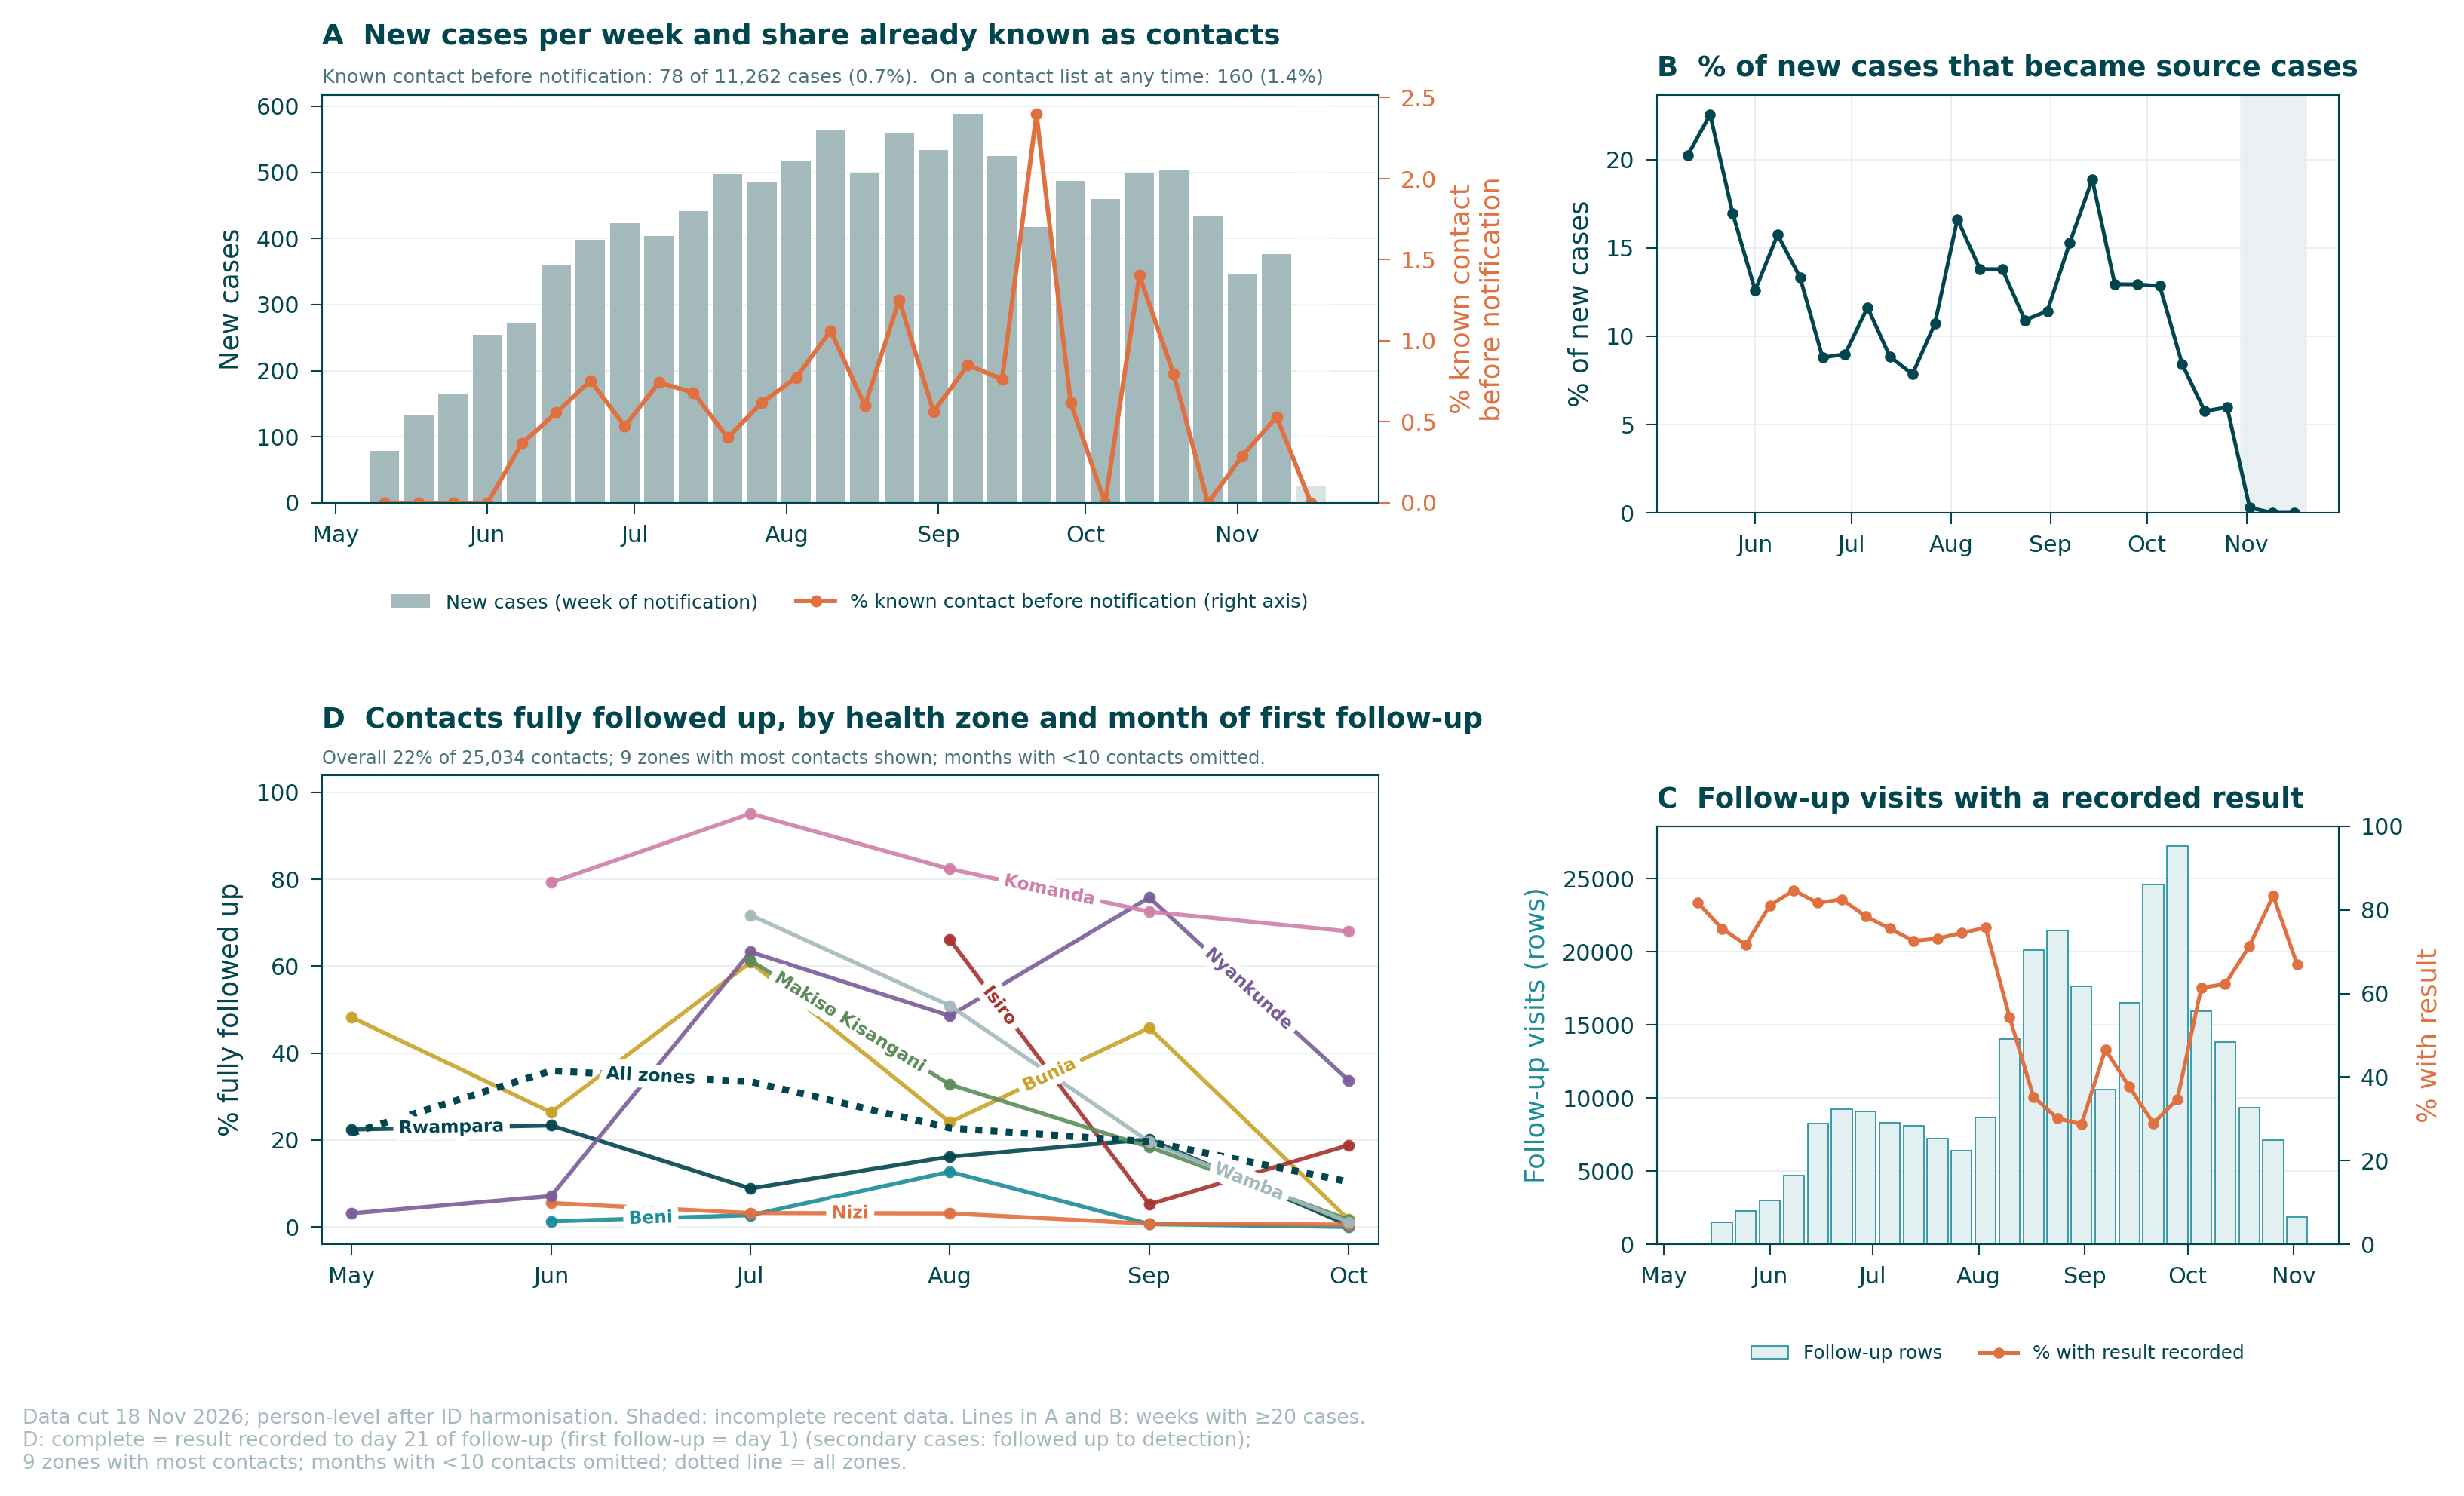 A  New cases per week and share already known as contacts
Known contact before notification: 78 of 11,262 cases (0.7%).  On a contact list at any time: 160 (1.4%)
600
500
400
300
200
100
0
New cases
2.5
2.0
1.5
1.0
0.5
0.0
% known contact
before notification
May Jun Jul Aug Sep Oct Nov
New cases (week of notification)
% known contact before notification (right axis)
B  % of new cases that became source cases
20
15
10
5
0
% of new cases
Jun Jul Aug Sep Oct Nov
D  Contacts fully followed up, by health zone and month of first follow-up
Overall 22% of 25,034 contacts; 9 zones with most contacts shown; months with <10 contacts omitted.
100
80
60
40
20
0
% fully followed up
Komanda
Nyankunde
Isiro
Makiso Kisangani
Bunia
All zones
Rwampara
Wamba
Beni
Nizi
May Jun Jul Aug Sep Oct
C  Follow-up visits with a recorded result
25000
20000
15000
10000
5000
0
Follow-up visits (rows)
100
80
60
40
20
0
% with result
May Jun Jul Aug Sep Oct Nov
Follow-up rows
% with result recorded
Data cut 18 Nov 2026; person-level after ID harmonisation. Shaded: incomplete recent data. Lines in A and B: weeks with ≥20 cases.
D: complete = result recorded to day 21 of follow-up (first follow-up = day 1) (secondary cases: followed up to detection);
9 zones with most contacts; months with <10 contacts omitted; dotted line = all zones.